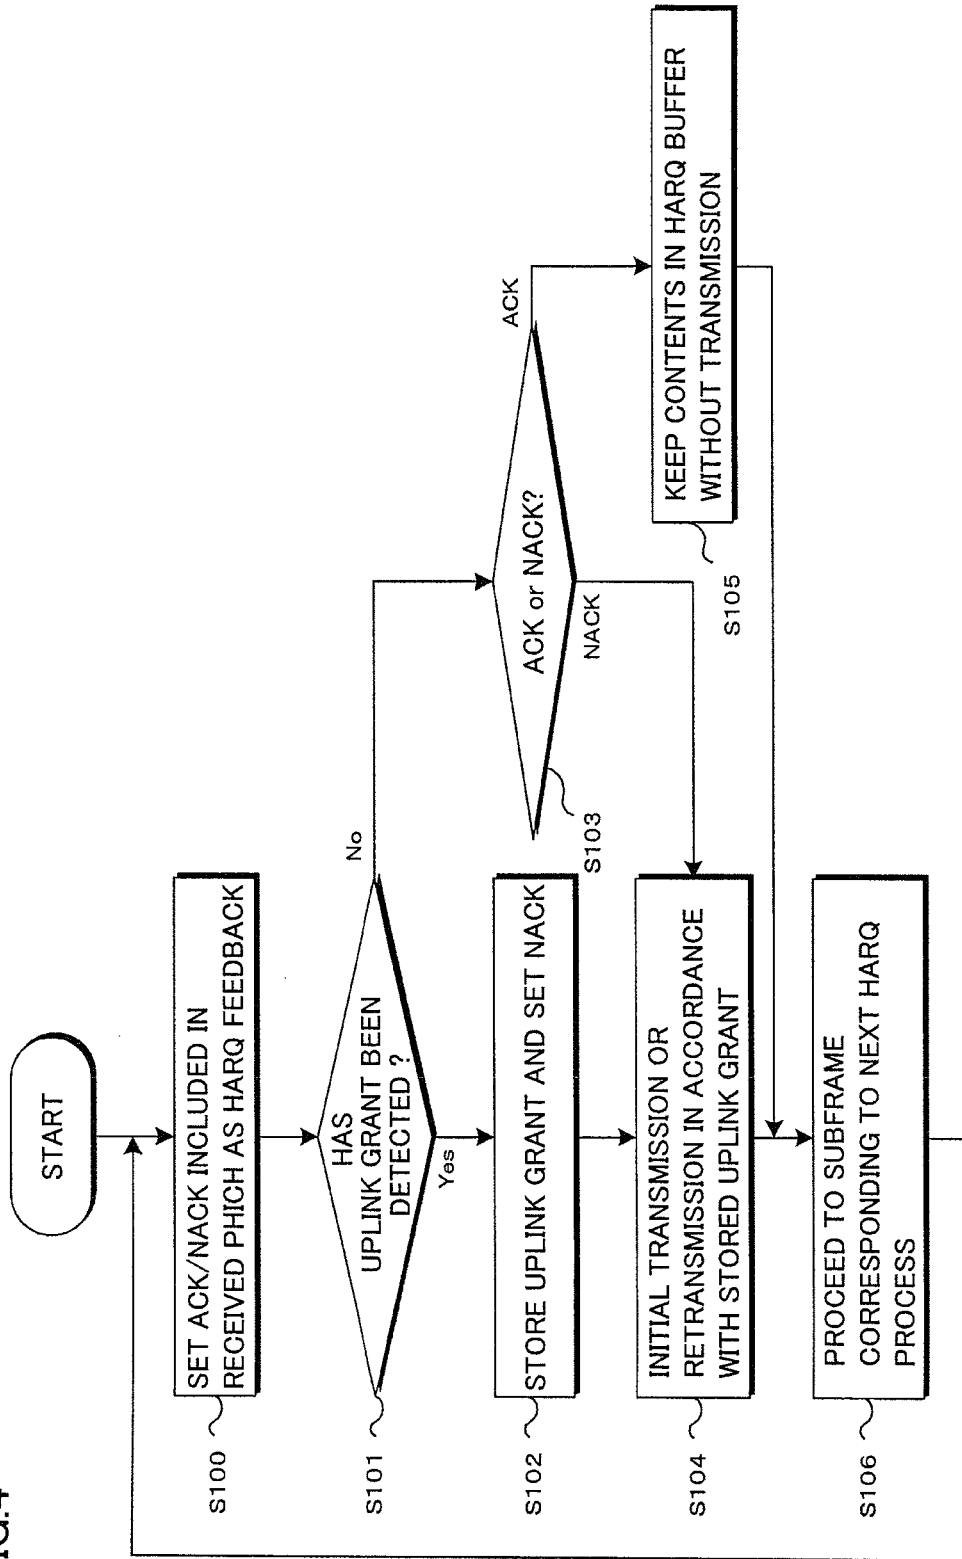 START
SET ACK/NACK INCLUDED IN
RECEIVED PHICH AS HARQ FEEDBACK
S100
HAS
UPLINK GRANT BEEN
DETECTED ?
S101
No
Yes
STORE UPLINK GRANT AND SET NACK
S102
ACK or NACK?
S103
ACK
NACK
INITIAL TRANSMISSION OR
RETRANSMISSION IN ACCORDANCE
WITH STORED UPLINK GRANT
S104
KEEP CONTENTS IN HARQ BUFFER
WITHOUT TRANSMISSION
S105
PROCEED TO SUBFRAME
CORRESPONDING TO NEXT HARQ
PROCESS
S106